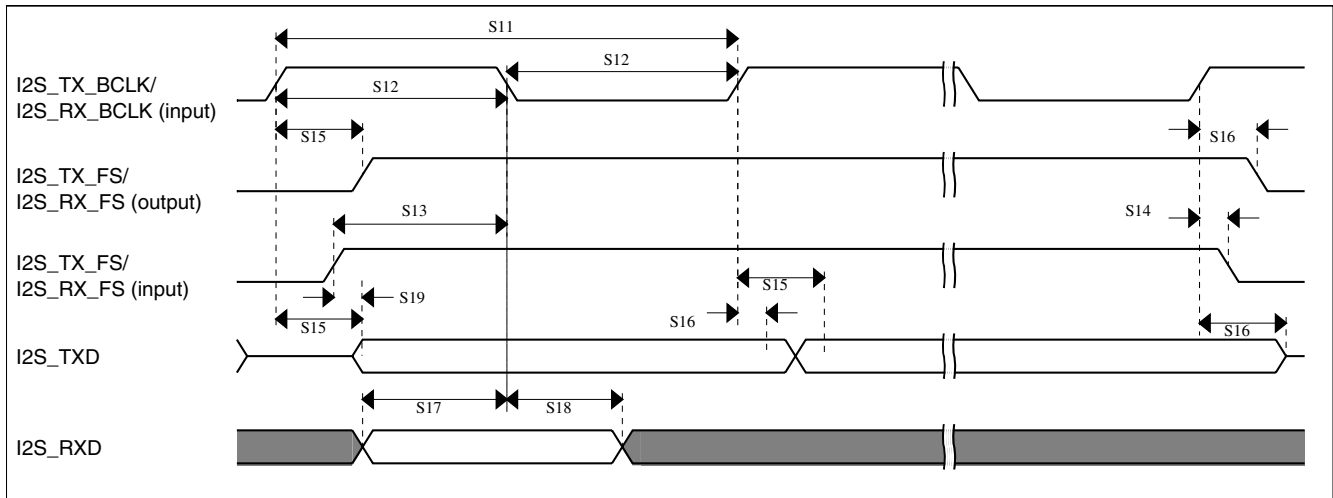 S11
I2S_TX_BCLK/
I2S_RX_BCLK (input)
S12
S12
S15
S16
I2S_TX_FS/
I2S_RX_FS (output)
S13
S14
I2S_TX_FS/
I2S_RX_FS (input)
S15
S19
S16
S15
S16
I2S_TXD
S17
S18
I2S_RXD